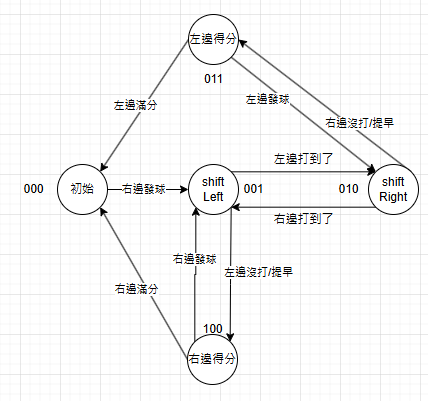 左邊得分
011
左邊滿分
左邊發球
右邊沒打/提早
000
初始
右邊發球
shift
Left
001
左邊打到了
010
shift
Right
右邊打到了
右邊發球
左邊沒打/提早
右邊滿分
100
右邊得分